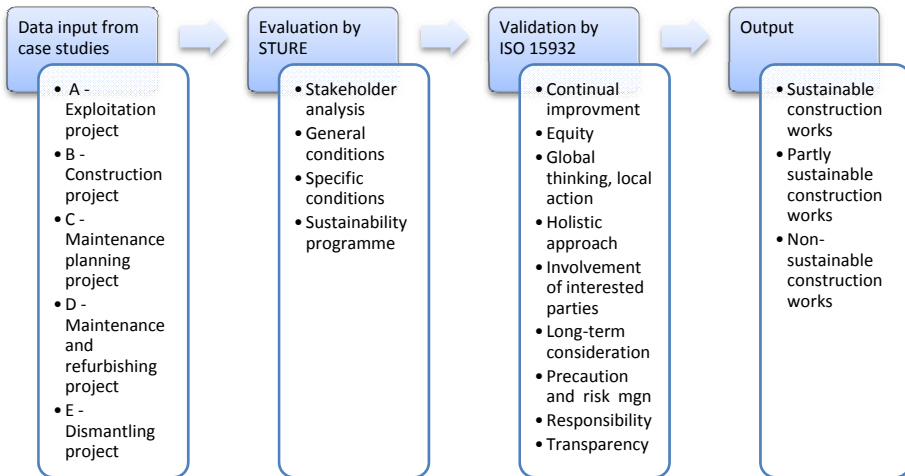 Data input from
case studies
• A -
Exploitation
project
• B -
Construction
project
• C -
Maintenance
planning
project
• D -
Maintenance
and
refurbishing
project
• E -
Dismantling
project
Evaluation by
STURE
• Stakeholder
analysis
• General
conditions
• Specific
conditions
• Sustainability
programme
Validation by
ISO 15932
• Continual
improvment
• Equity
• Global
thinking, local
action
• Holistic
approach
• Involvement
of interested
parties
• Long-term
consideration
• Precaution
and risk mgn
• Responsibility
• Transparency
Output
• Sustainable
construction
works
• Partly
sustainable
construction
works
• Non-
sustainable
construction
works